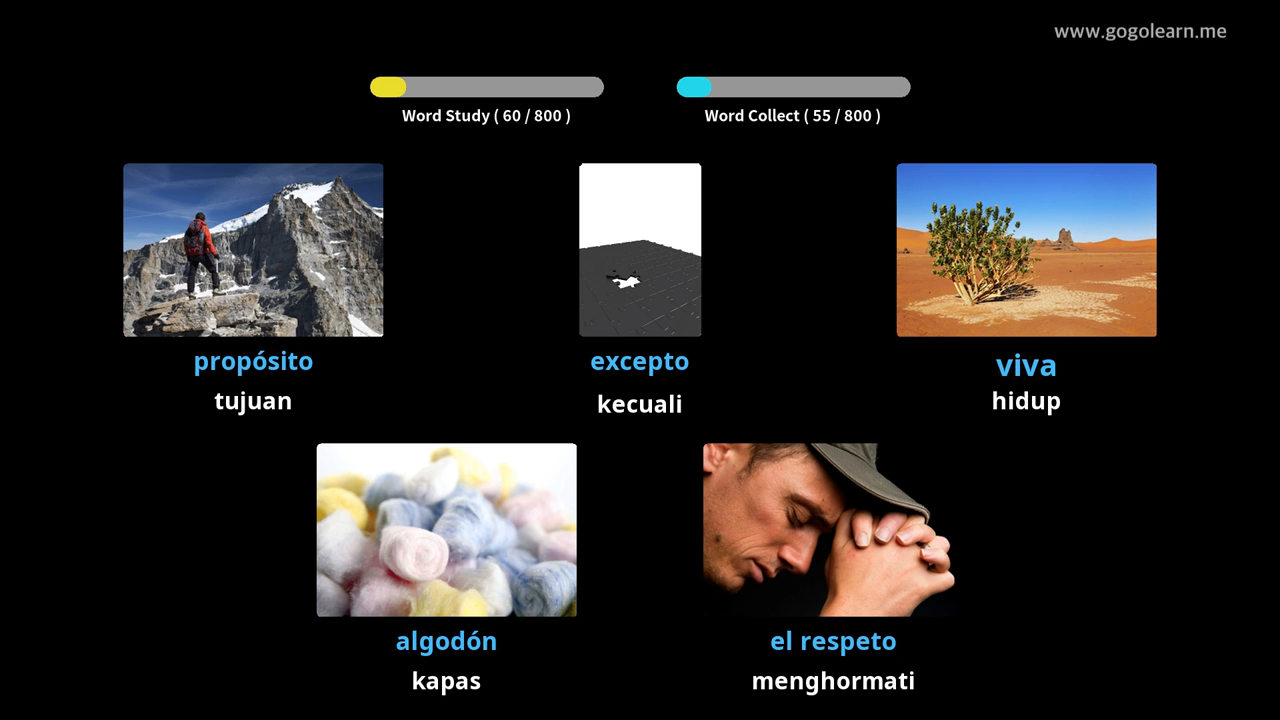 www.gogolearn.me
Word Study ( 60 / 800 )
Word Collect ( 55 / 800 )
propósito
tujuan
excepto
kecuali
viva
hidup
algodón
kapas
el respeto
menghormati